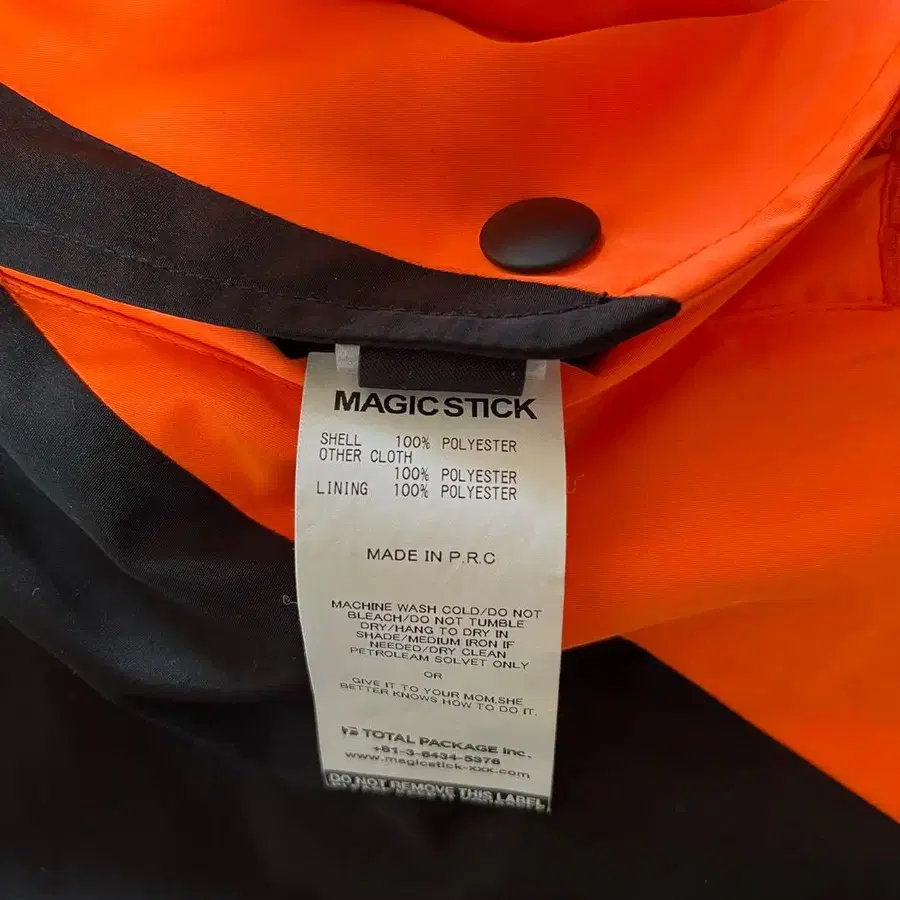 MAGIC STICK
SHELL 100% POLYESTER
OTHER CLOTH
100% POLYESTER
LINING 100% POLYESTER
MADE IN P.R.C
MACHINE WASH COLD/DO NOT
BLEACH/DO NOT TUMBLE
DRY/HANG TO DRY IN
SHADE/MEDIUM IRON IF
NEEDED/DRY CLEAN
PETROLEAM SOLVET ONLY
OR
GIVE IT TO YOUR MOM,SHE
BETTER KNOWS HOW TO DO IT.
TOTAL PACKAGE Inc.
+81-3-6434-5376
www.magicstick-xxx.com
DO NOT REMOVE THIS LABEL